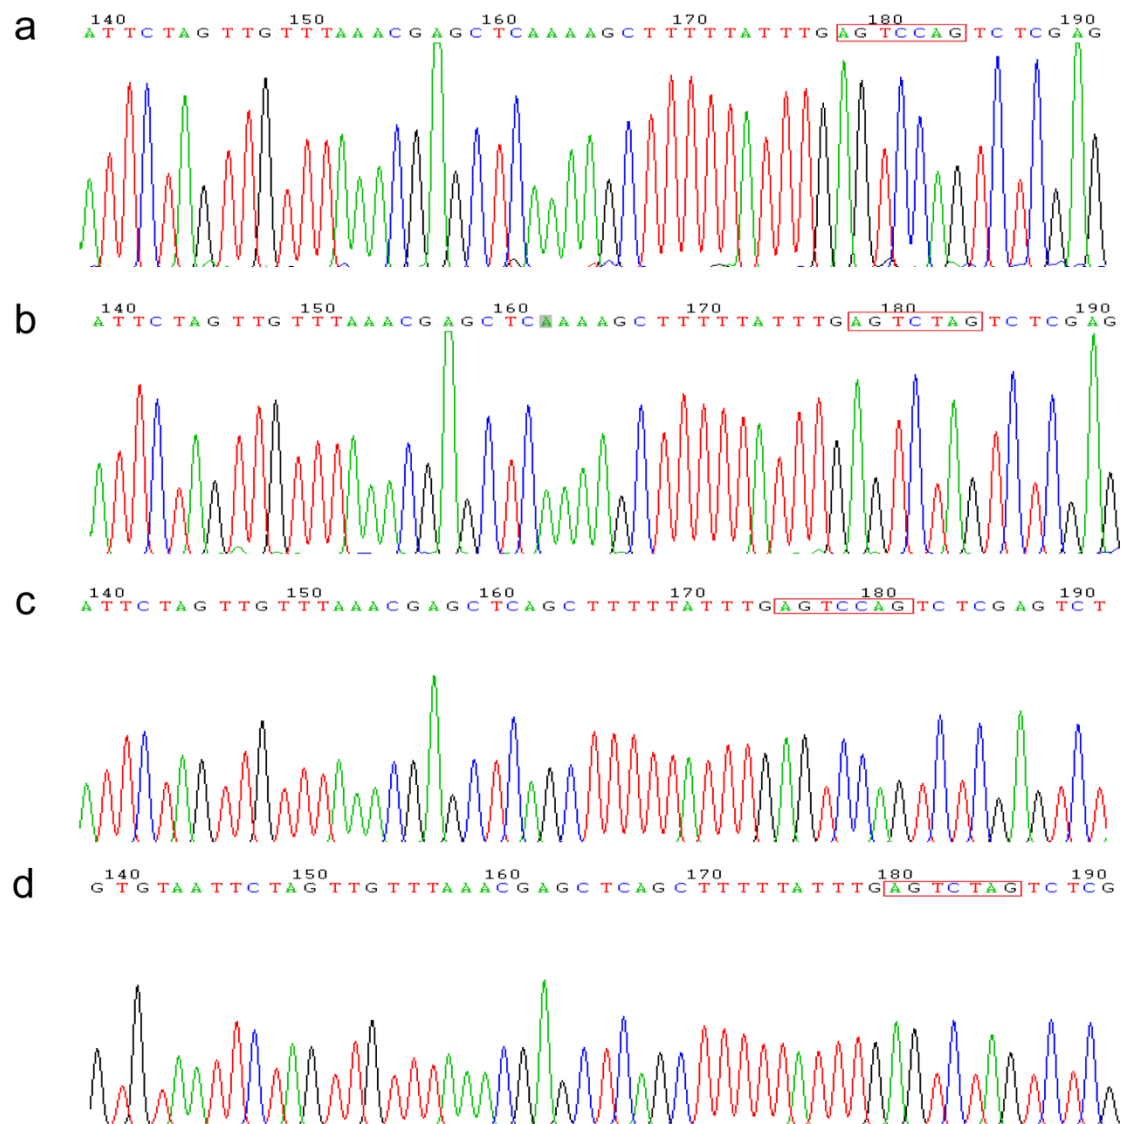 a
140 150 160 170 180 190
ATTCTAGTTGTTTAAACGAGCTCAAAAGCTTTTTATTTGAGTCCAGTCTCGAG
b
140 150 160 170 180 190
ATTCTAGTTGTTTAAACGAGCTCAAAAGCTTTTTATTTGAGTCTAGTCTCGAG
c
140 150 160 170 180 190
ATTCTAGTTGTTTAAACGAGCTCAGCTTTTTATTTGAGTCCAGTCTCGAGTCT
d
140 150 160 170 180 190
GTGTAATTCTAGTTGTTTAAACGAGCTCAGCTTTTTATTTGAGTCTAGTCTCG